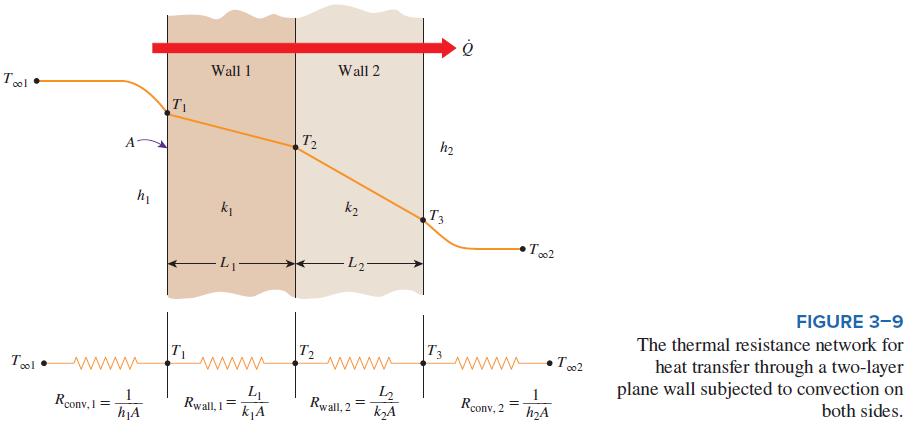 Q̇
Wall 1
Wall 2
T∞1
T1
A
T2
h2
h1
k1
k2
T3
T∞2
L1
L2
FIGURE 3–9
The thermal resistance network for
heat transfer through a two-layer
plane wall subjected to convection on
both sides.
T∞1
T1
T2
T3
T∞2
Rconv, 1 = 1/h1A
Rwall, 1 = L1/k1A
Rwall, 2 = L2/k2A
Rconv, 2 = 1/h2A